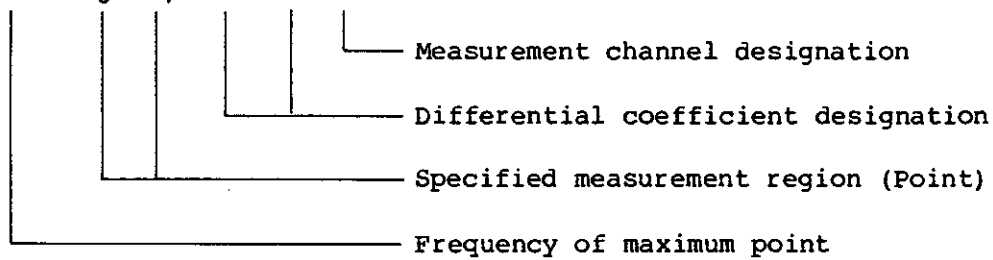 Measurement channel designation
Differential coefficient designation
Specified measurement region (Point)
Frequency of maximum point